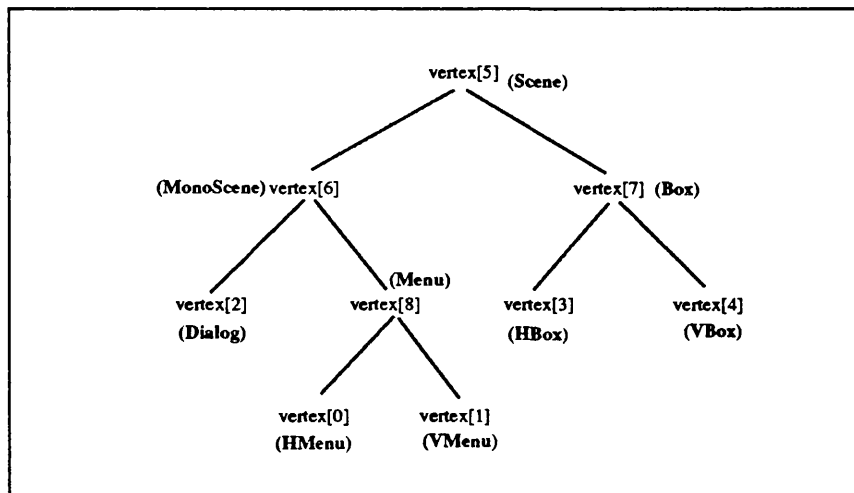 vertex[5] (Scene)
(MonoScene) vertex[6]
vertex[7] (Box)
(Menu)
vertex[2]
vertex[8]
vertex[3]
vertex[4]
(Dialog)
(HBox)
(VBox)
vertex[0]
vertex[1]
(HMenu)
(VMenu)